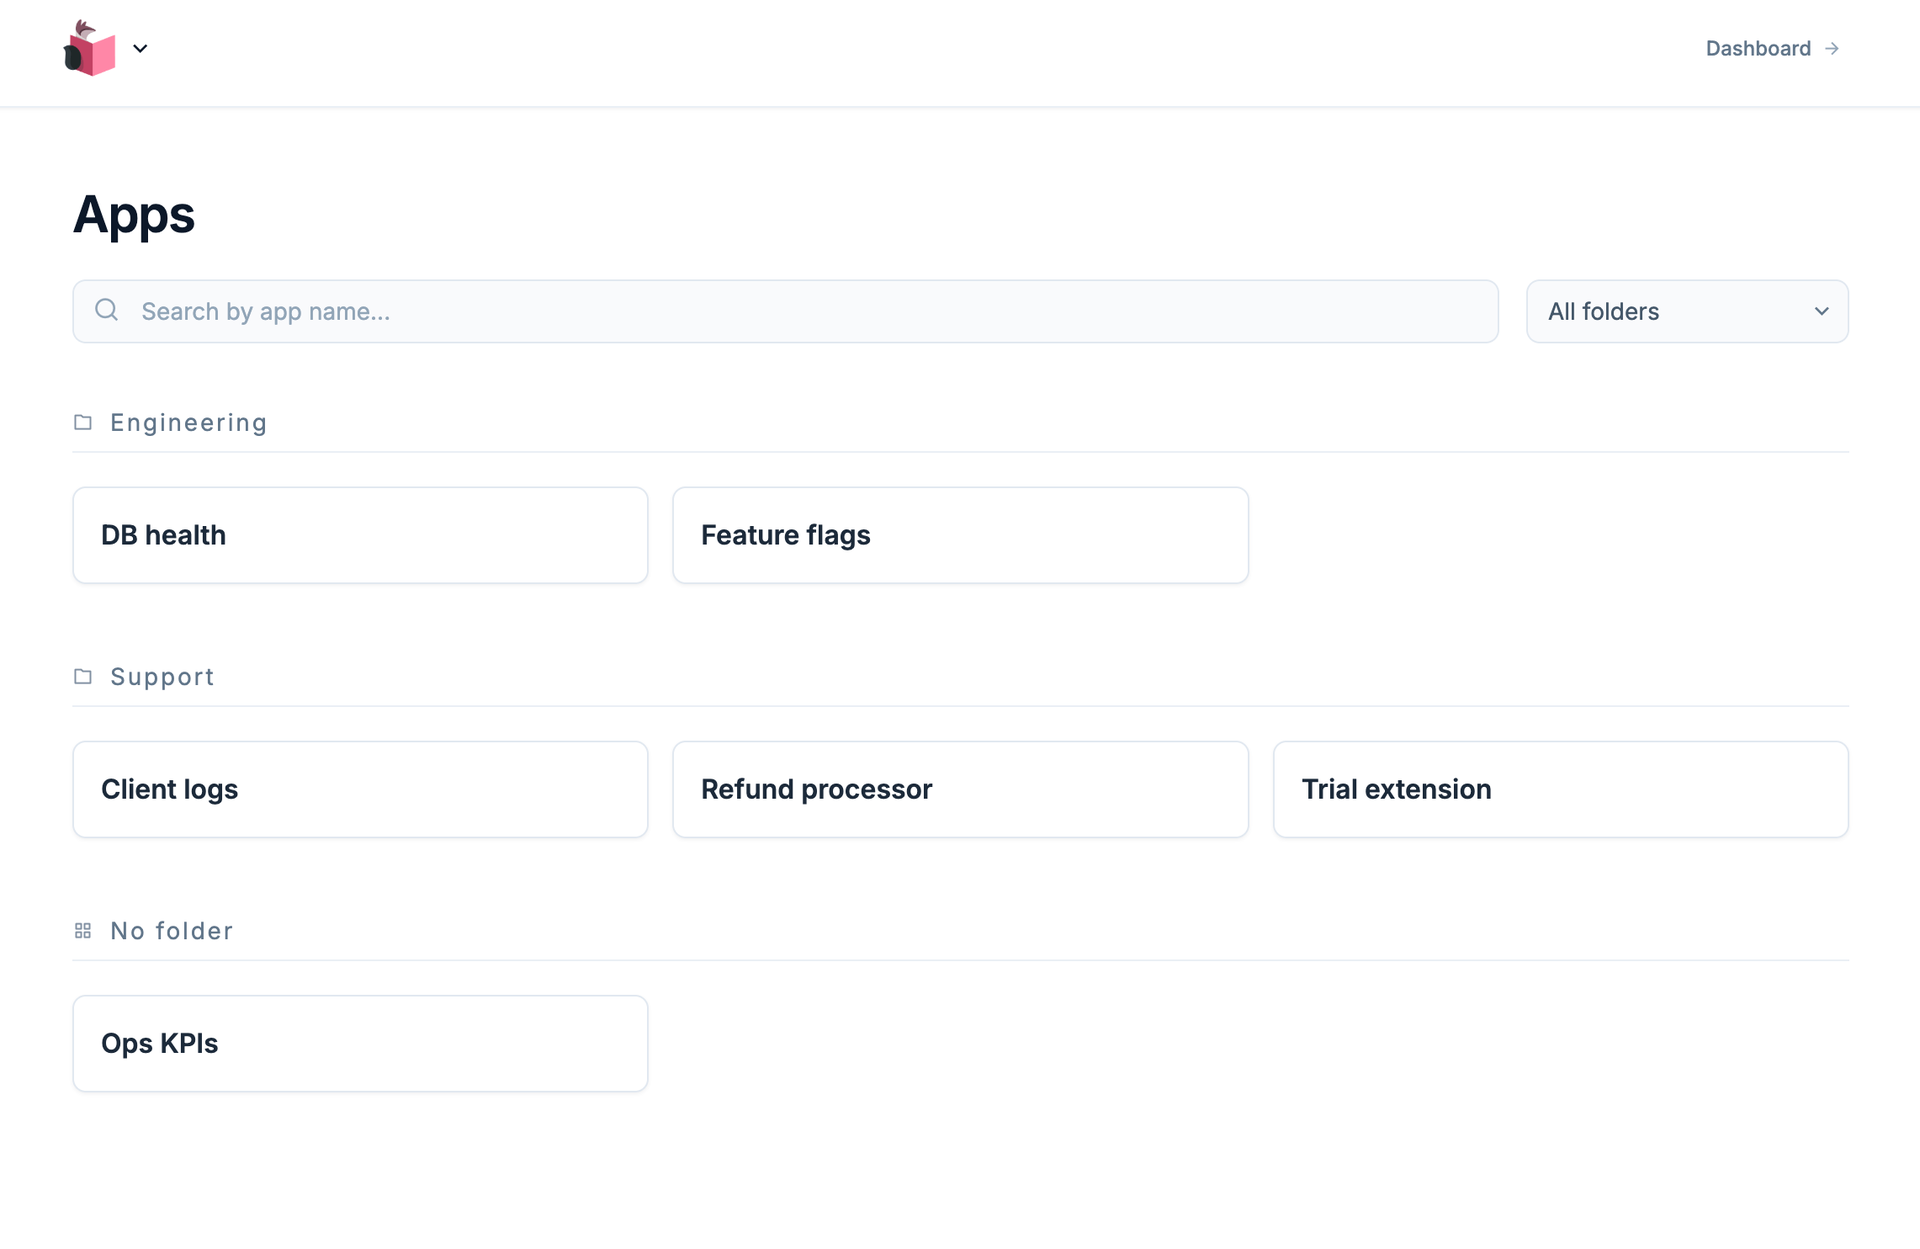 Dashboard →
Apps
Search by app name...
All folders
Engineering
DB health
Feature flags
Support
Client logs
Refund processor
Trial extension
No folder
Ops KPIs